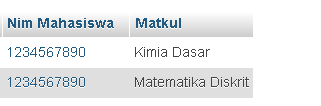 Nim Mahasiswa Matkul
1234567890 Kimia Dasar
1234567890 Matematika Diskrit